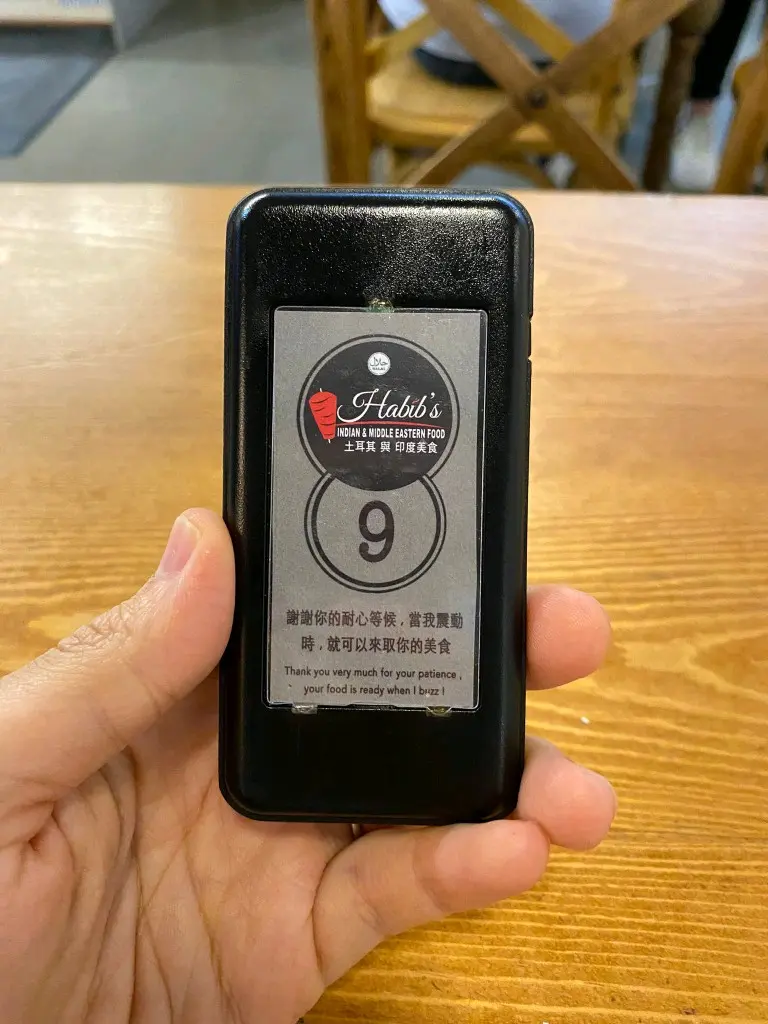 حلال
HALAL
Habib's
INDIAN & MIDDLE EASTERN FOOD
土耳其 與 印度美食
9
謝謝你的耐心等候，當我震動
時，就可以來取你的美食
Thank you very much for your patience ,
your food is ready when I buzz !